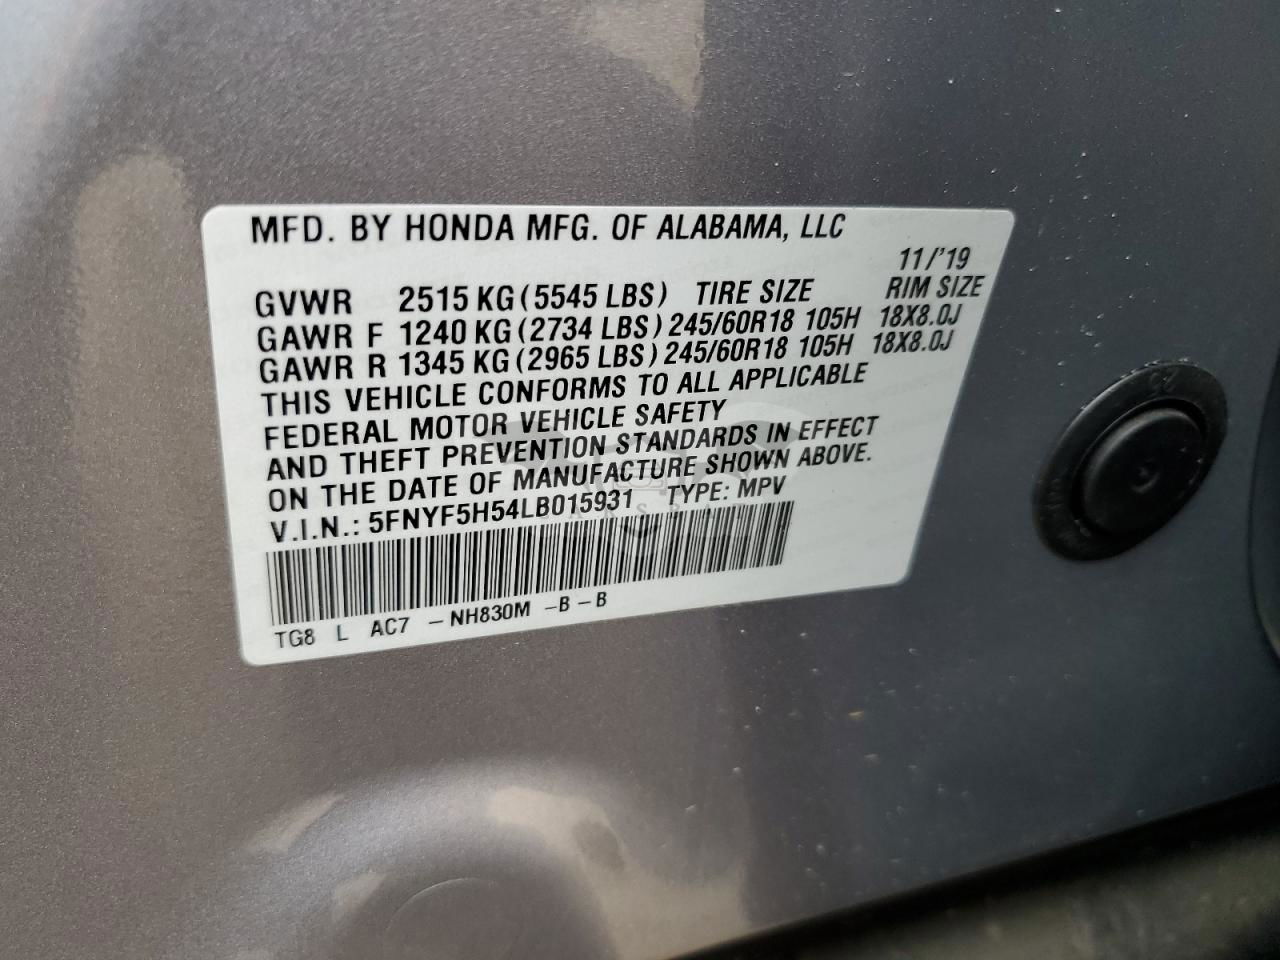 MFD. BY HONDA MFG. OF ALABAMA, LLC
11/'19
GVWR 2515 KG (5545 LBS) TIRE SIZE RIM SIZE
GAWR F 1240 KG (2734 LBS) 245/60R18 105H 18X8.0J
GAWR R 1345 KG (2965 LBS) 245/60R18 105H 18X8.0J
THIS VEHICLE CONFORMS TO ALL APPLICABLE
FEDERAL MOTOR VEHICLE SAFETY
AND THEFT PREVENTION STANDARDS IN EFFECT
ON THE DATE OF MANUFACTURE SHOWN ABOVE.
V.I.N.: 5FNYF5H54LB015931 TYPE: MPV
TG8 L AC7 -NH830M -B-B